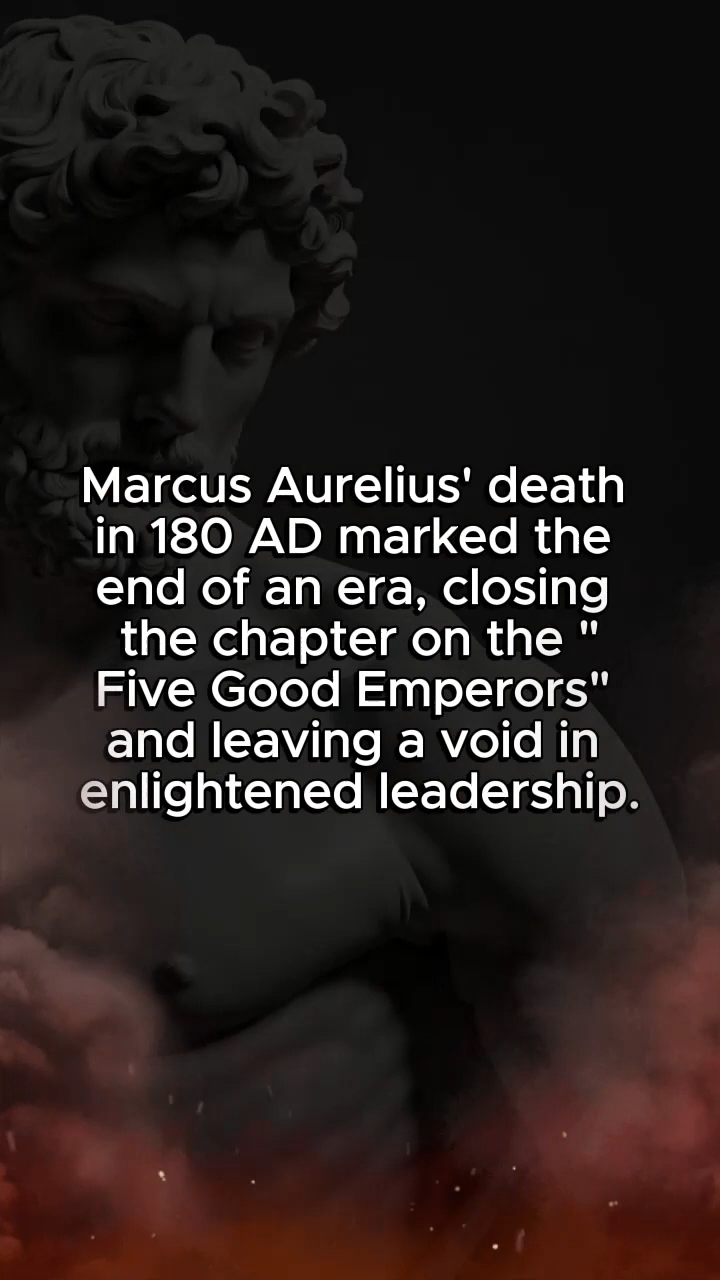 Marcus Aurelius' death
in 180 AD marked the
end of an era, closing
the chapter on the "
Five Good Emperors"
and leaving a void in
enlightened leadership.